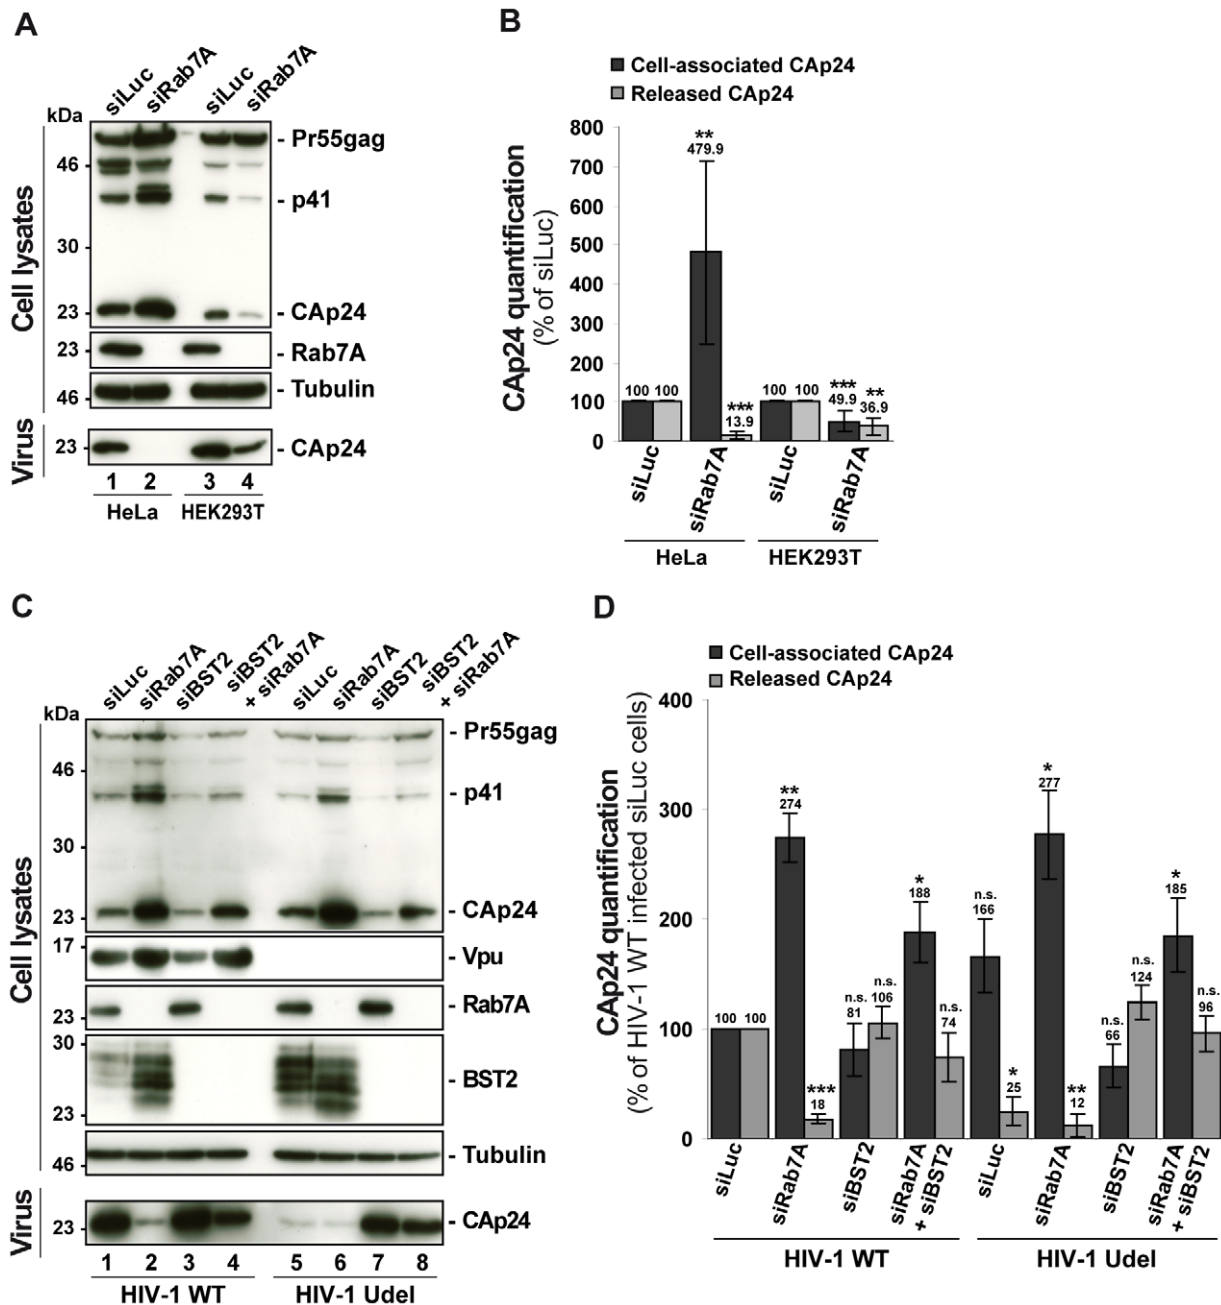 A
siLuc siRab7A siLuc siRab7A
kDa
Cell lysates
46
30
23
- Pr55gag
- p41
- CAp24
23
- Rab7A
46
- Tubulin
Virus
23
- CAp24
1 2 3 4
HeLa HEK293T
B
Cell-associated CAp24
Released CAp24
CAp24 quantification
(% of siLuc)
800
700
600
500
400
300
200
100
0
100 100
**
479.9
***
13.9
100 100
***
49.9
**
36.9
siLuc siRab7A siLuc siRab7A
HeLa HEK293T
C
siLuc siRab7A siBST2 siBST2 + siRab7A siLuc siRab7A siBST2 siBST2 + siRab7A
kDa
Cell lysates
- Pr55gag
46
- p41
30
23
- CAp24
17
- Vpu
23
- Rab7A
30
- BST2
23
46
- Tubulin
Virus
23
- CAp24
1 2 3 4 5 6 7 8
HIV-1 WT HIV-1 Udel
D
Cell-associated CAp24
Released CAp24
CAp24 quantification
(% of HIV-1 WT infected siLuc cells)
400
300
200
100
0
100 100
**
274
***
18
n.s.
81
n.s.
106
*
188
n.s.
74
n.s.
166
*
25
*
277
**
12
n.s.
66
n.s.
124
*
185
n.s.
96
siLuc siRab7A siBST2 siRab7A + siBST2 siLuc siRab7A siBST2 siRab7A + siBST2
HIV-1 WT HIV-1 Udel